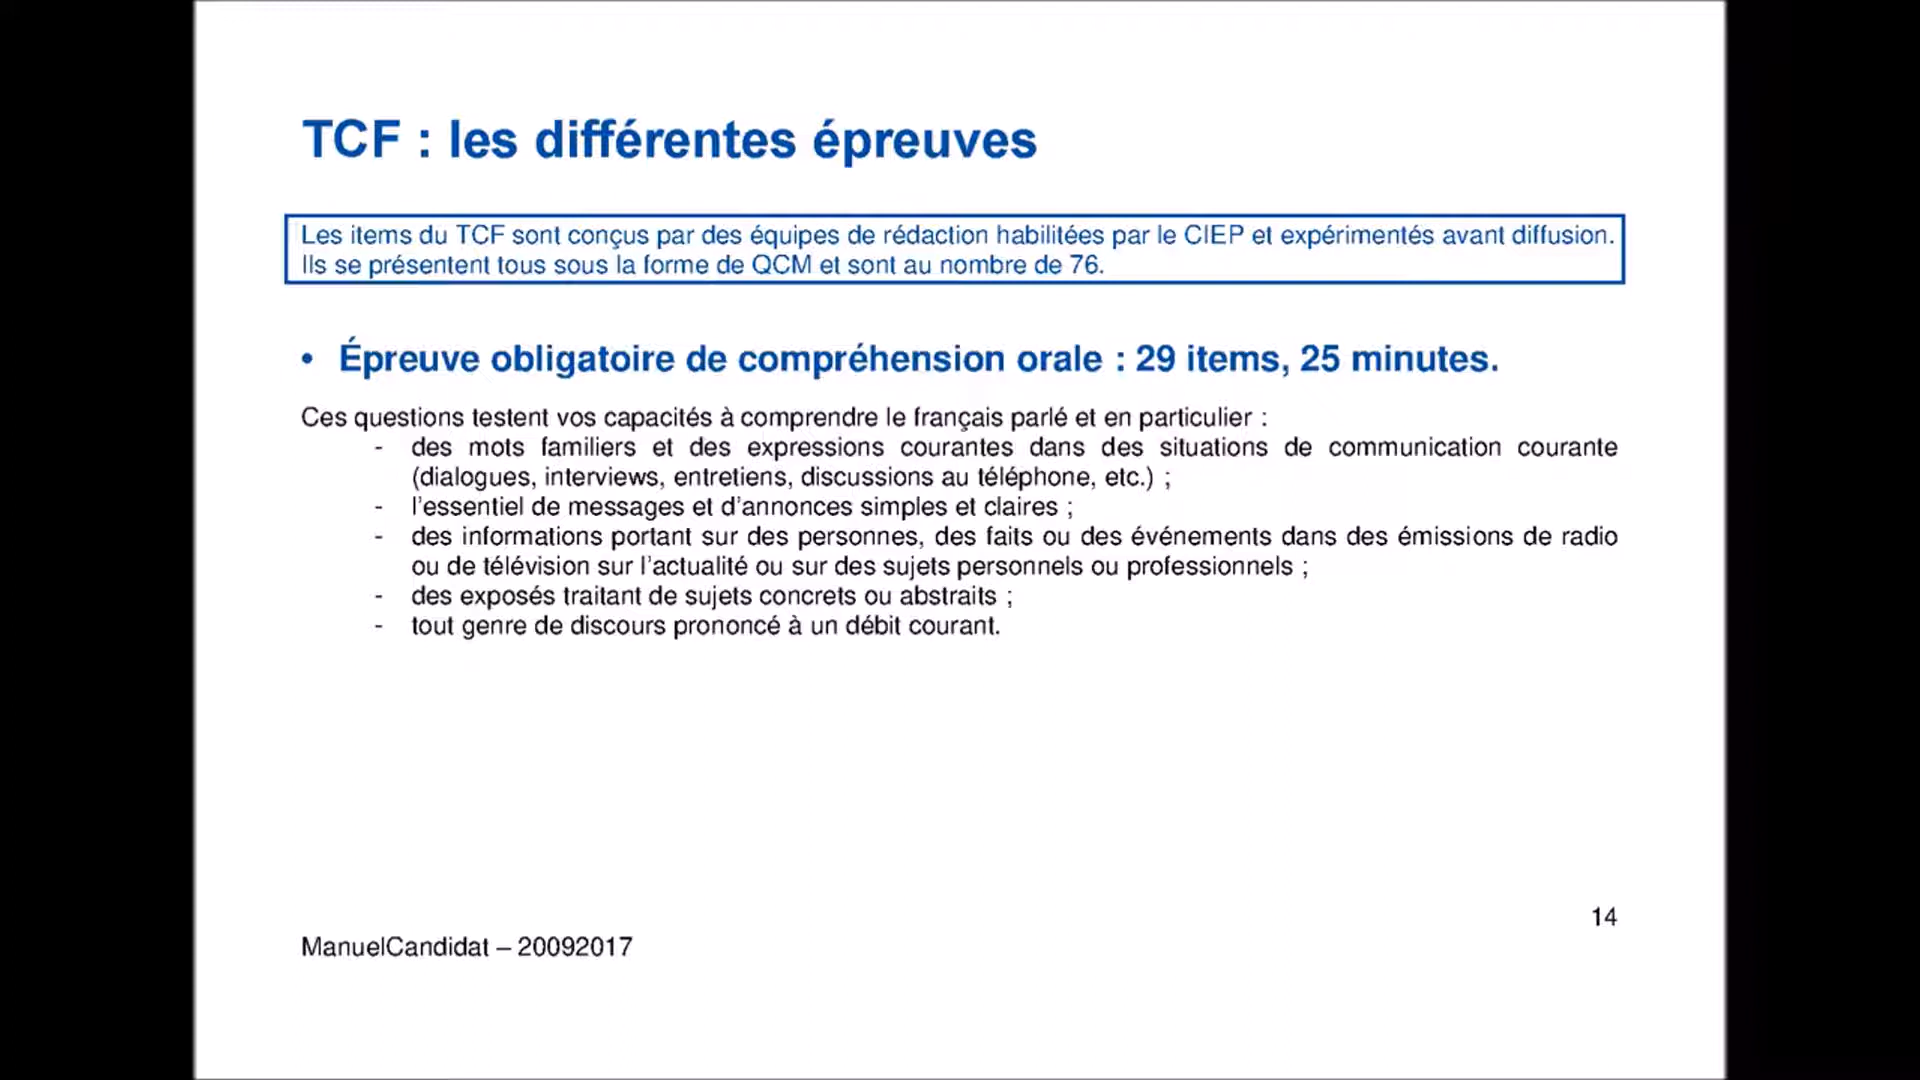 TCF : les différentes épreuves
Les items du TCF sont conçus par des équipes de rédaction habilitées par le CIEP et expérimentés avant diffusion.
Ils se présentent tous sous la forme de QCM et sont au nombre de 76.
• Épreuve obligatoire de compréhension orale : 29 items, 25 minutes.
Ces questions testent vos capacités à comprendre le français parlé et en particulier :
- des mots familiers et des expressions courantes dans des situations de communication courante
(dialogues, interviews, entretiens, discussions au téléphone, etc.) ;
- l'essentiel de messages et d'annonces simples et claires ;
- des informations portant sur des personnes, des faits ou des événements dans des émissions de radio
ou de télévision sur l'actualité ou sur des sujets personnels ou professionnels ;
- des exposés traitant de sujets concrets ou abstraits ;
- tout genre de discours prononcé à un débit courant.
14
ManuelCandidat – 20092017